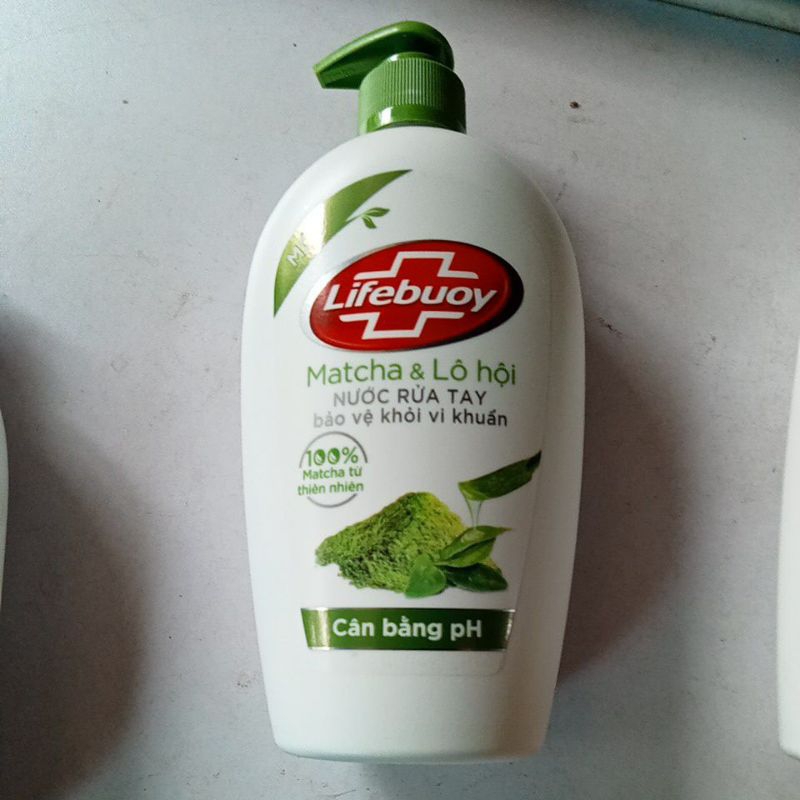 Lifebuoy
Matcha & Lô hội
NƯỚC RỬA TAY
bảo vệ khỏi vi khuẩn
100%
Matcha từ
thiên nhiên
Cân bằng pH